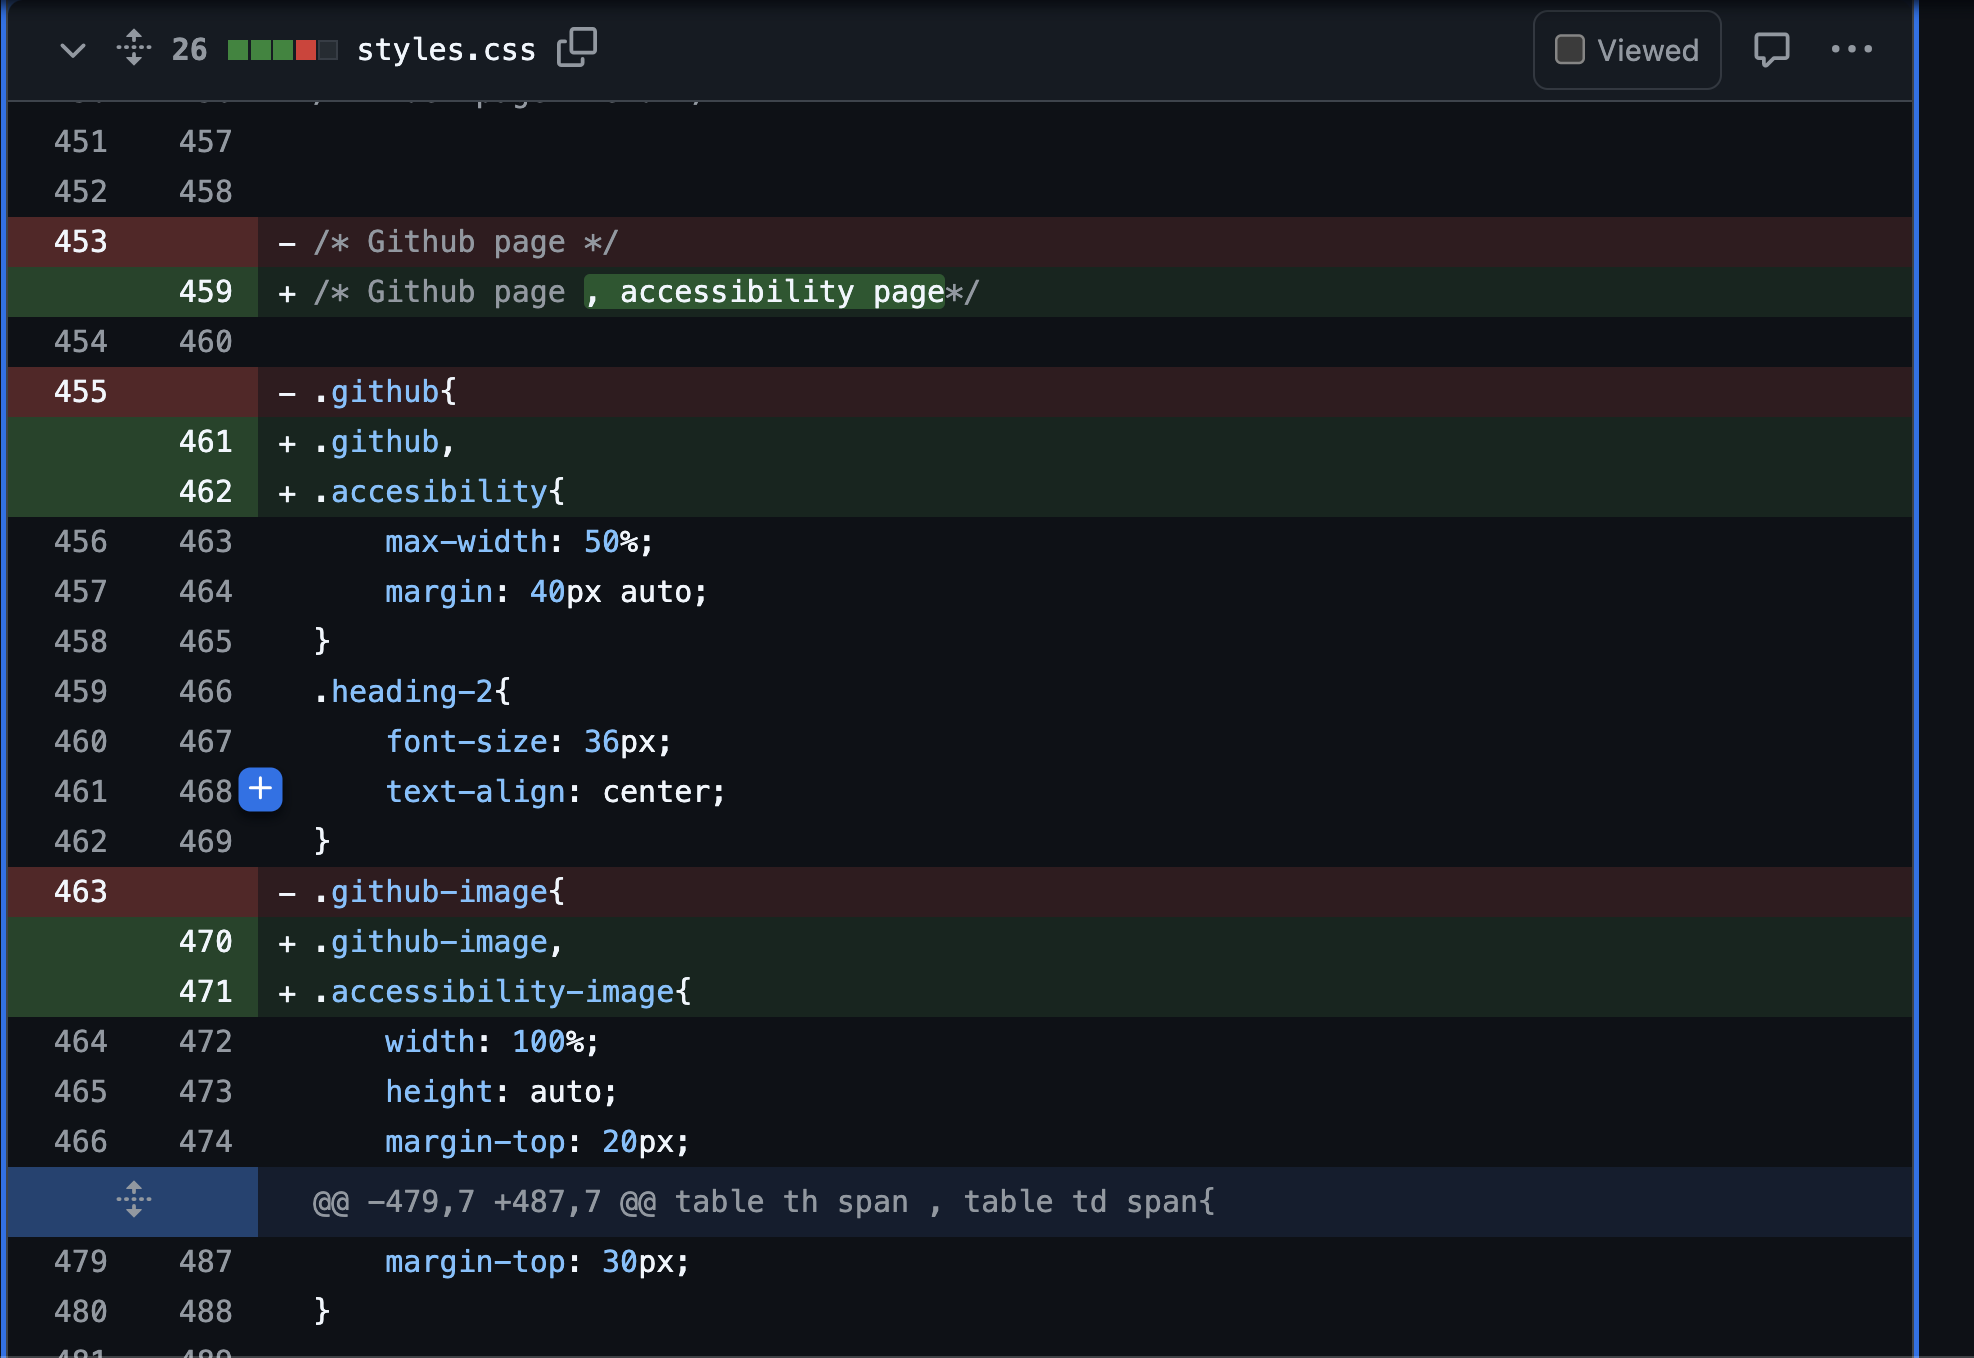 26 styles.css Viewed
451 457
452 458
453 - /* Github page */
459 + /* Github page , accessibility page*/
454 460
455 - .github{
461 + .github,
462 + .accesibility{
456 463 max-width: 50%;
457 464 margin: 40px auto;
458 465 }
459 466 .heading-2{
460 467 font-size: 36px;
461 468 + text-align: center;
462 469 }
463 - .github-image{
470 + .github-image,
471 + .accessibility-image{
464 472 width: 100%;
465 473 height: auto;
466 474 margin-top: 20px;
@@ -479,7 +487,7 @@ table th span , table td span{
479 487 margin-top: 30px;
480 488 }
481 489